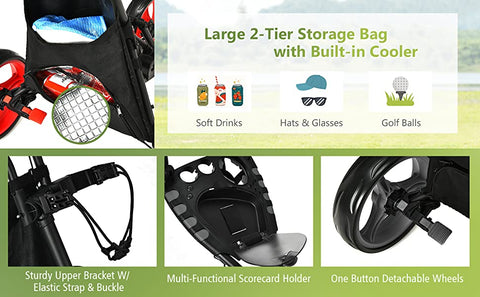 Large 2-Tier Storage Bag
with Built-in Cooler
Soft Drinks
Hats & Glasses
Golf Balls
Sturdy Upper Bracket W/
Elastic Strap & Buckle
Multi-Functional Scorecard Holder
One Button Detachable Wheels